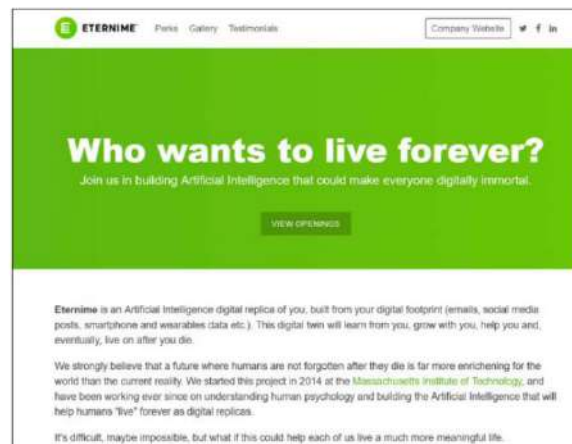 ETERNIME Perks Gallery Testimonials Company Website
Who wants to live forever?
Join us in building Artificial Intelligence that could make everyone digitally immortal.
VIEW OPENINGS
Eternime is an Artificial Intelligence digital replica of you, built from your digital footprint (emails, social media
posts, smartphone and wearables data etc.). This digital twin will learn from you, grow with you, help you and,
eventually, live on after you die.
We strongly believe that a future where humans are not forgotten after they die is far more enriching for the
world than the current reality. We started this project in 2014 at the Massachusetts Institute of Technology, and
have been working ever since on understanding human psychology and building the Artificial Intelligence that will
help humans "live" forever as digital replicas.
It's difficult, maybe impossible, but what if this could help each of us live a much more meaningful life.